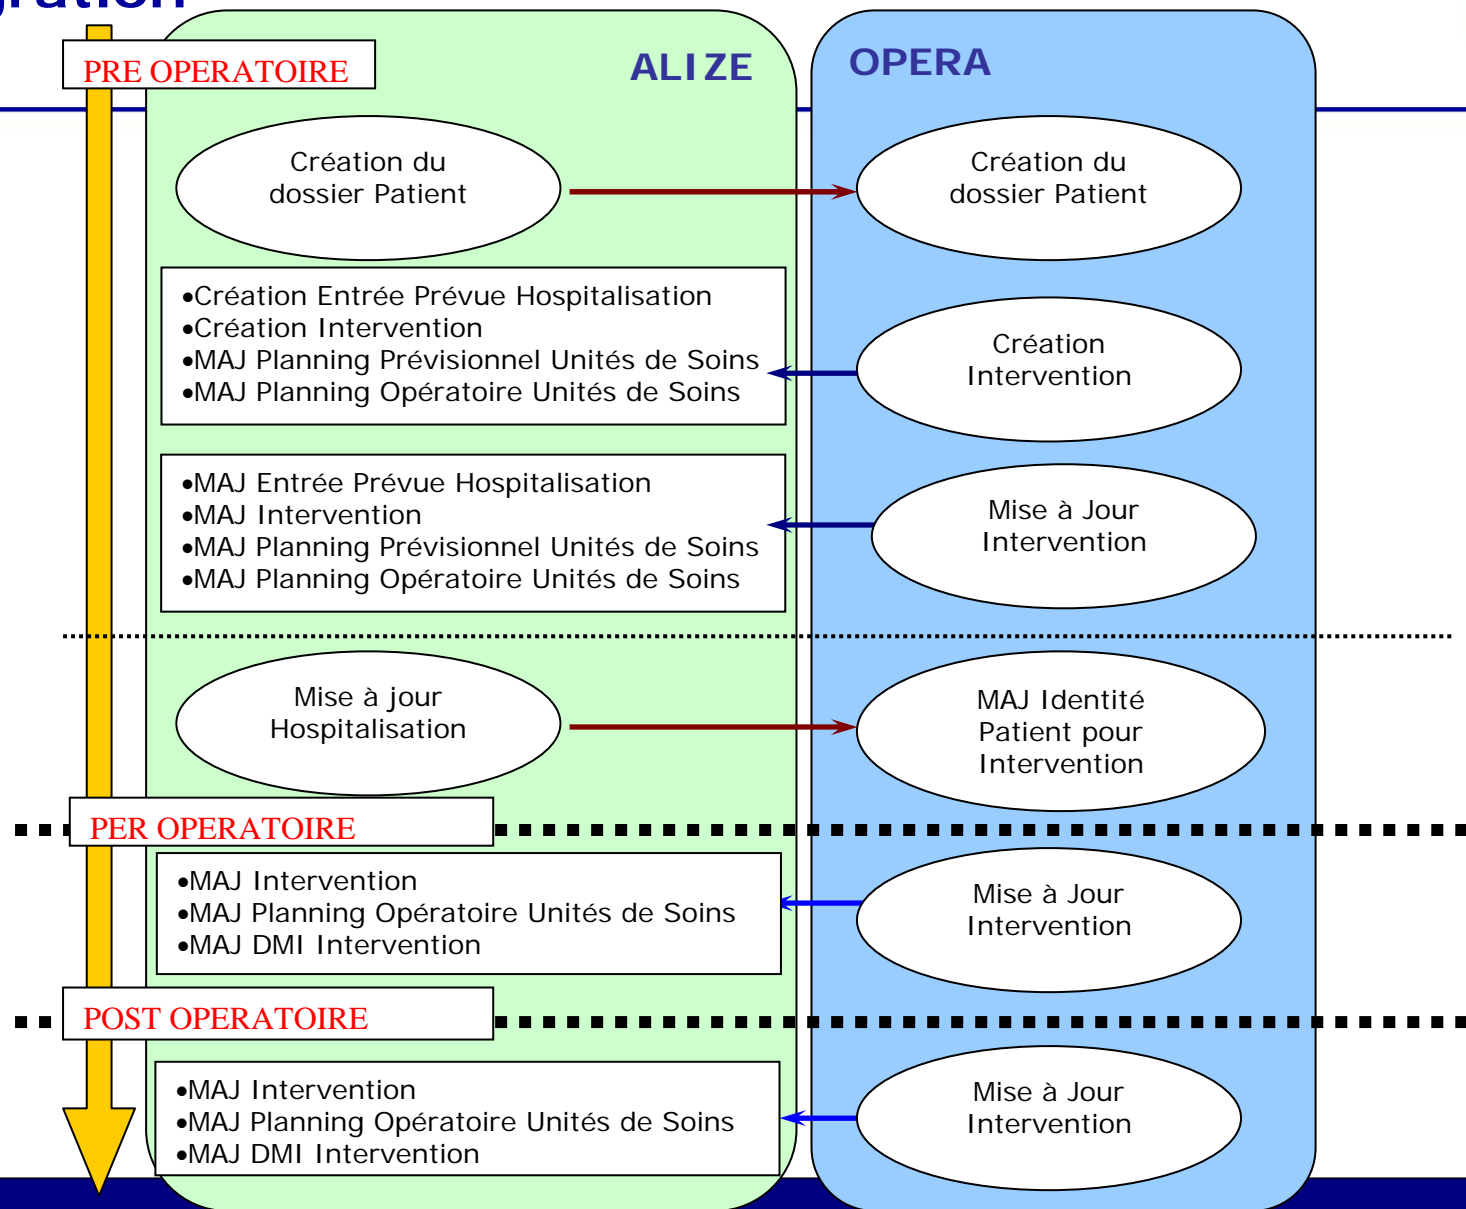 gration
PRE OPERATOIRE
ALIZE
OPERA
Création du
dossier Patient
Création du
dossier Patient
•Création Entrée Prévue Hospitalisation
•Création Intervention
•MAJ Planning Prévisionnel Unités de Soins
•MAJ Planning Opératoire Unités de Soins
Création
Intervention
•MAJ Entrée Prévue Hospitalisation
•MAJ Intervention
•MAJ Planning Prévisionnel Unités de Soins
•MAJ Planning Opératoire Unités de Soins
Mise à Jour
Intervention
Mise à jour
Hospitalisation
MAJ Identité
Patient pour
Intervention
PER OPERATOIRE
•MAJ Intervention
•MAJ Planning Opératoire Unités de Soins
•MAJ DMI Intervention
Mise à Jour
Intervention
POST OPERATOIRE
•MAJ Intervention
•MAJ Planning Opératoire Unités de Soins
•MAJ DMI Intervention
Mise à Jour
Intervention